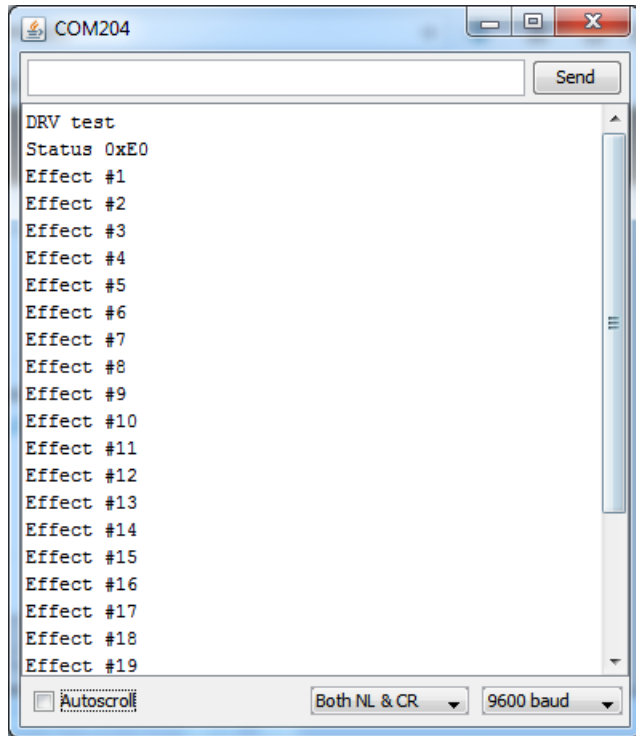 COM204
Send
DRV test
Status 0xE0
Effect #1
Effect #2
Effect #3
Effect #4
Effect #5
Effect #6
Effect #7
Effect #8
Effect #9
Effect #10
Effect #11
Effect #12
Effect #13
Effect #14
Effect #15
Effect #16
Effect #17
Effect #18
Effect #19
Autoscroll Both NL & CR 9600 baud